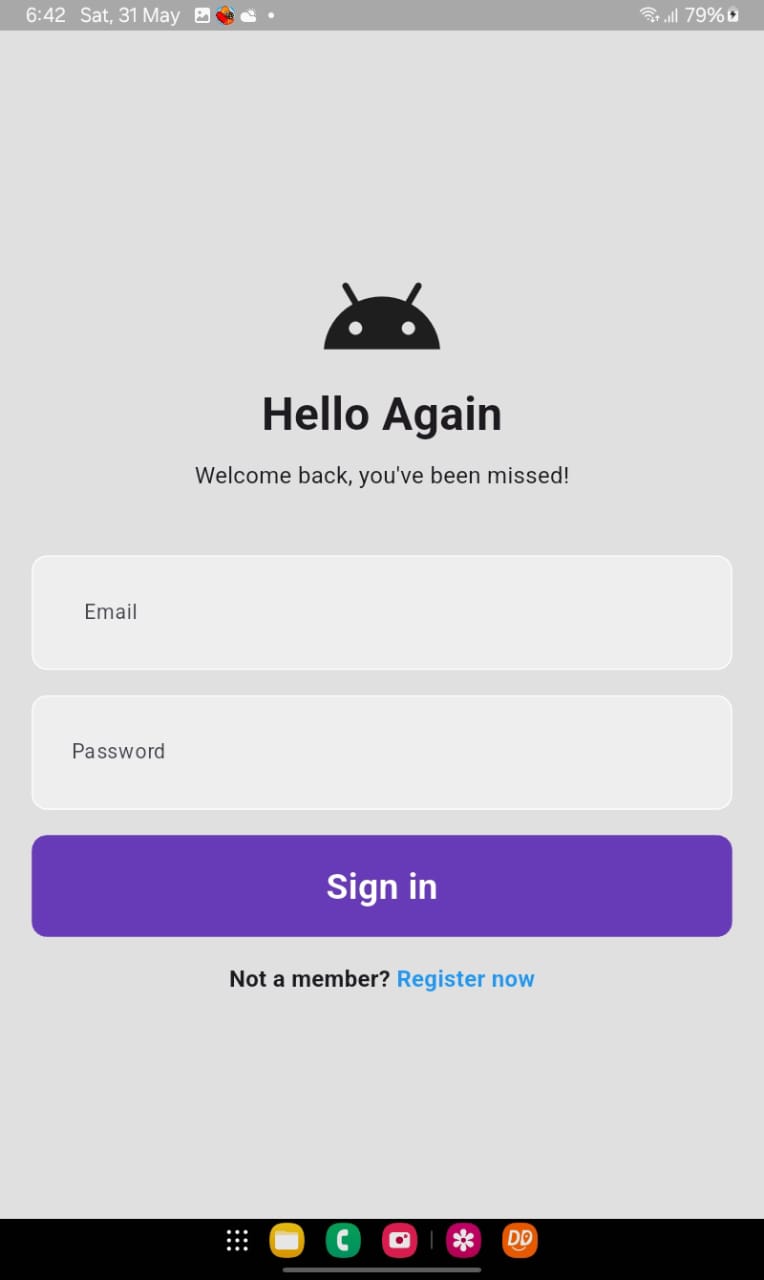 6:42 Sat, 31 May 79%
Hello Again
Welcome back, you've been missed!
Email
Password
Sign in
Not a member? Register now
DD